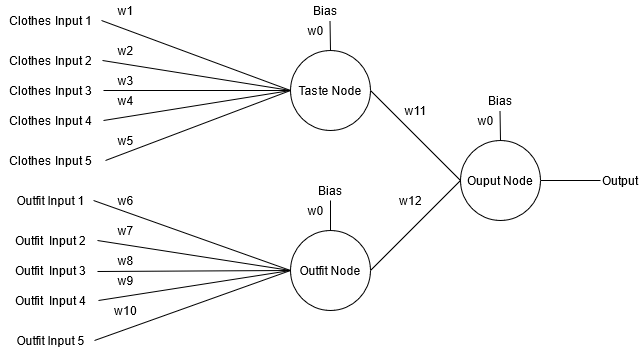 Clothes Input 1
w1
Clothes Input 2
w2
Clothes Input 3
w3
Clothes Input 4
w4
Clothes Input 5
w5
Bias
w0
Taste Node
w11
Outfit Input 1
w6
Outfit  Input 2
w7
Outfit  Input 3
w8
Outfit  Input 4
w9
Outfit Input 5
w10
Bias
w0
Outfit Node
w12
Bias
w0
Ouput Node
Output